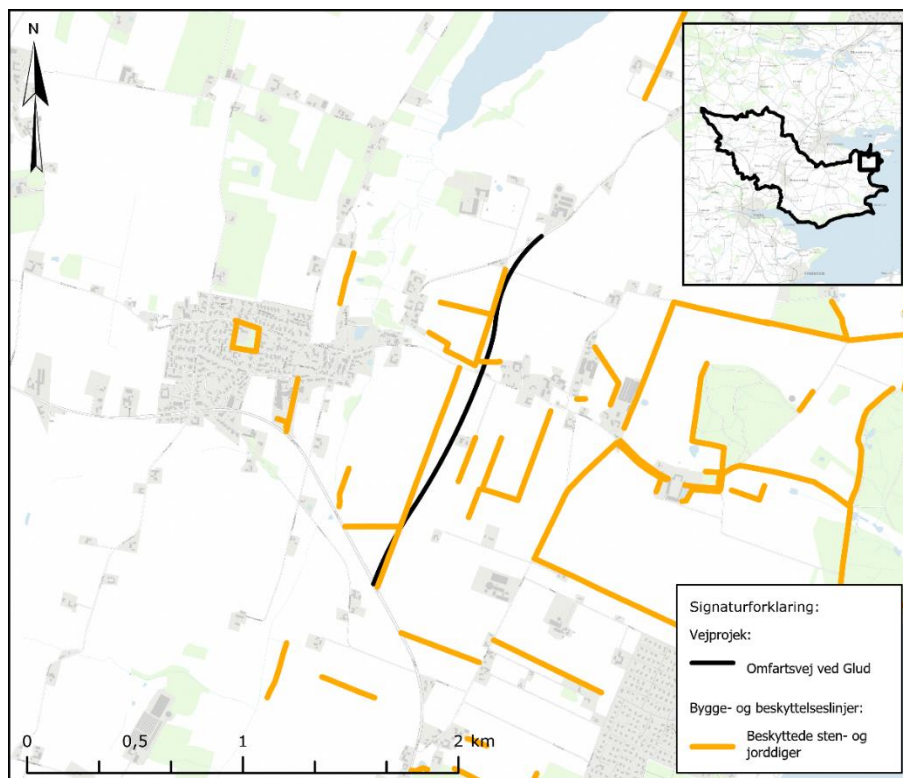 N
Signaturforklaring:
Vejprojek:
Omfartsvej ved Glud
Bygge- og beskyttelseslinjer:
Beskyttede sten- og
jorddiger
0 0,5 1 2 km